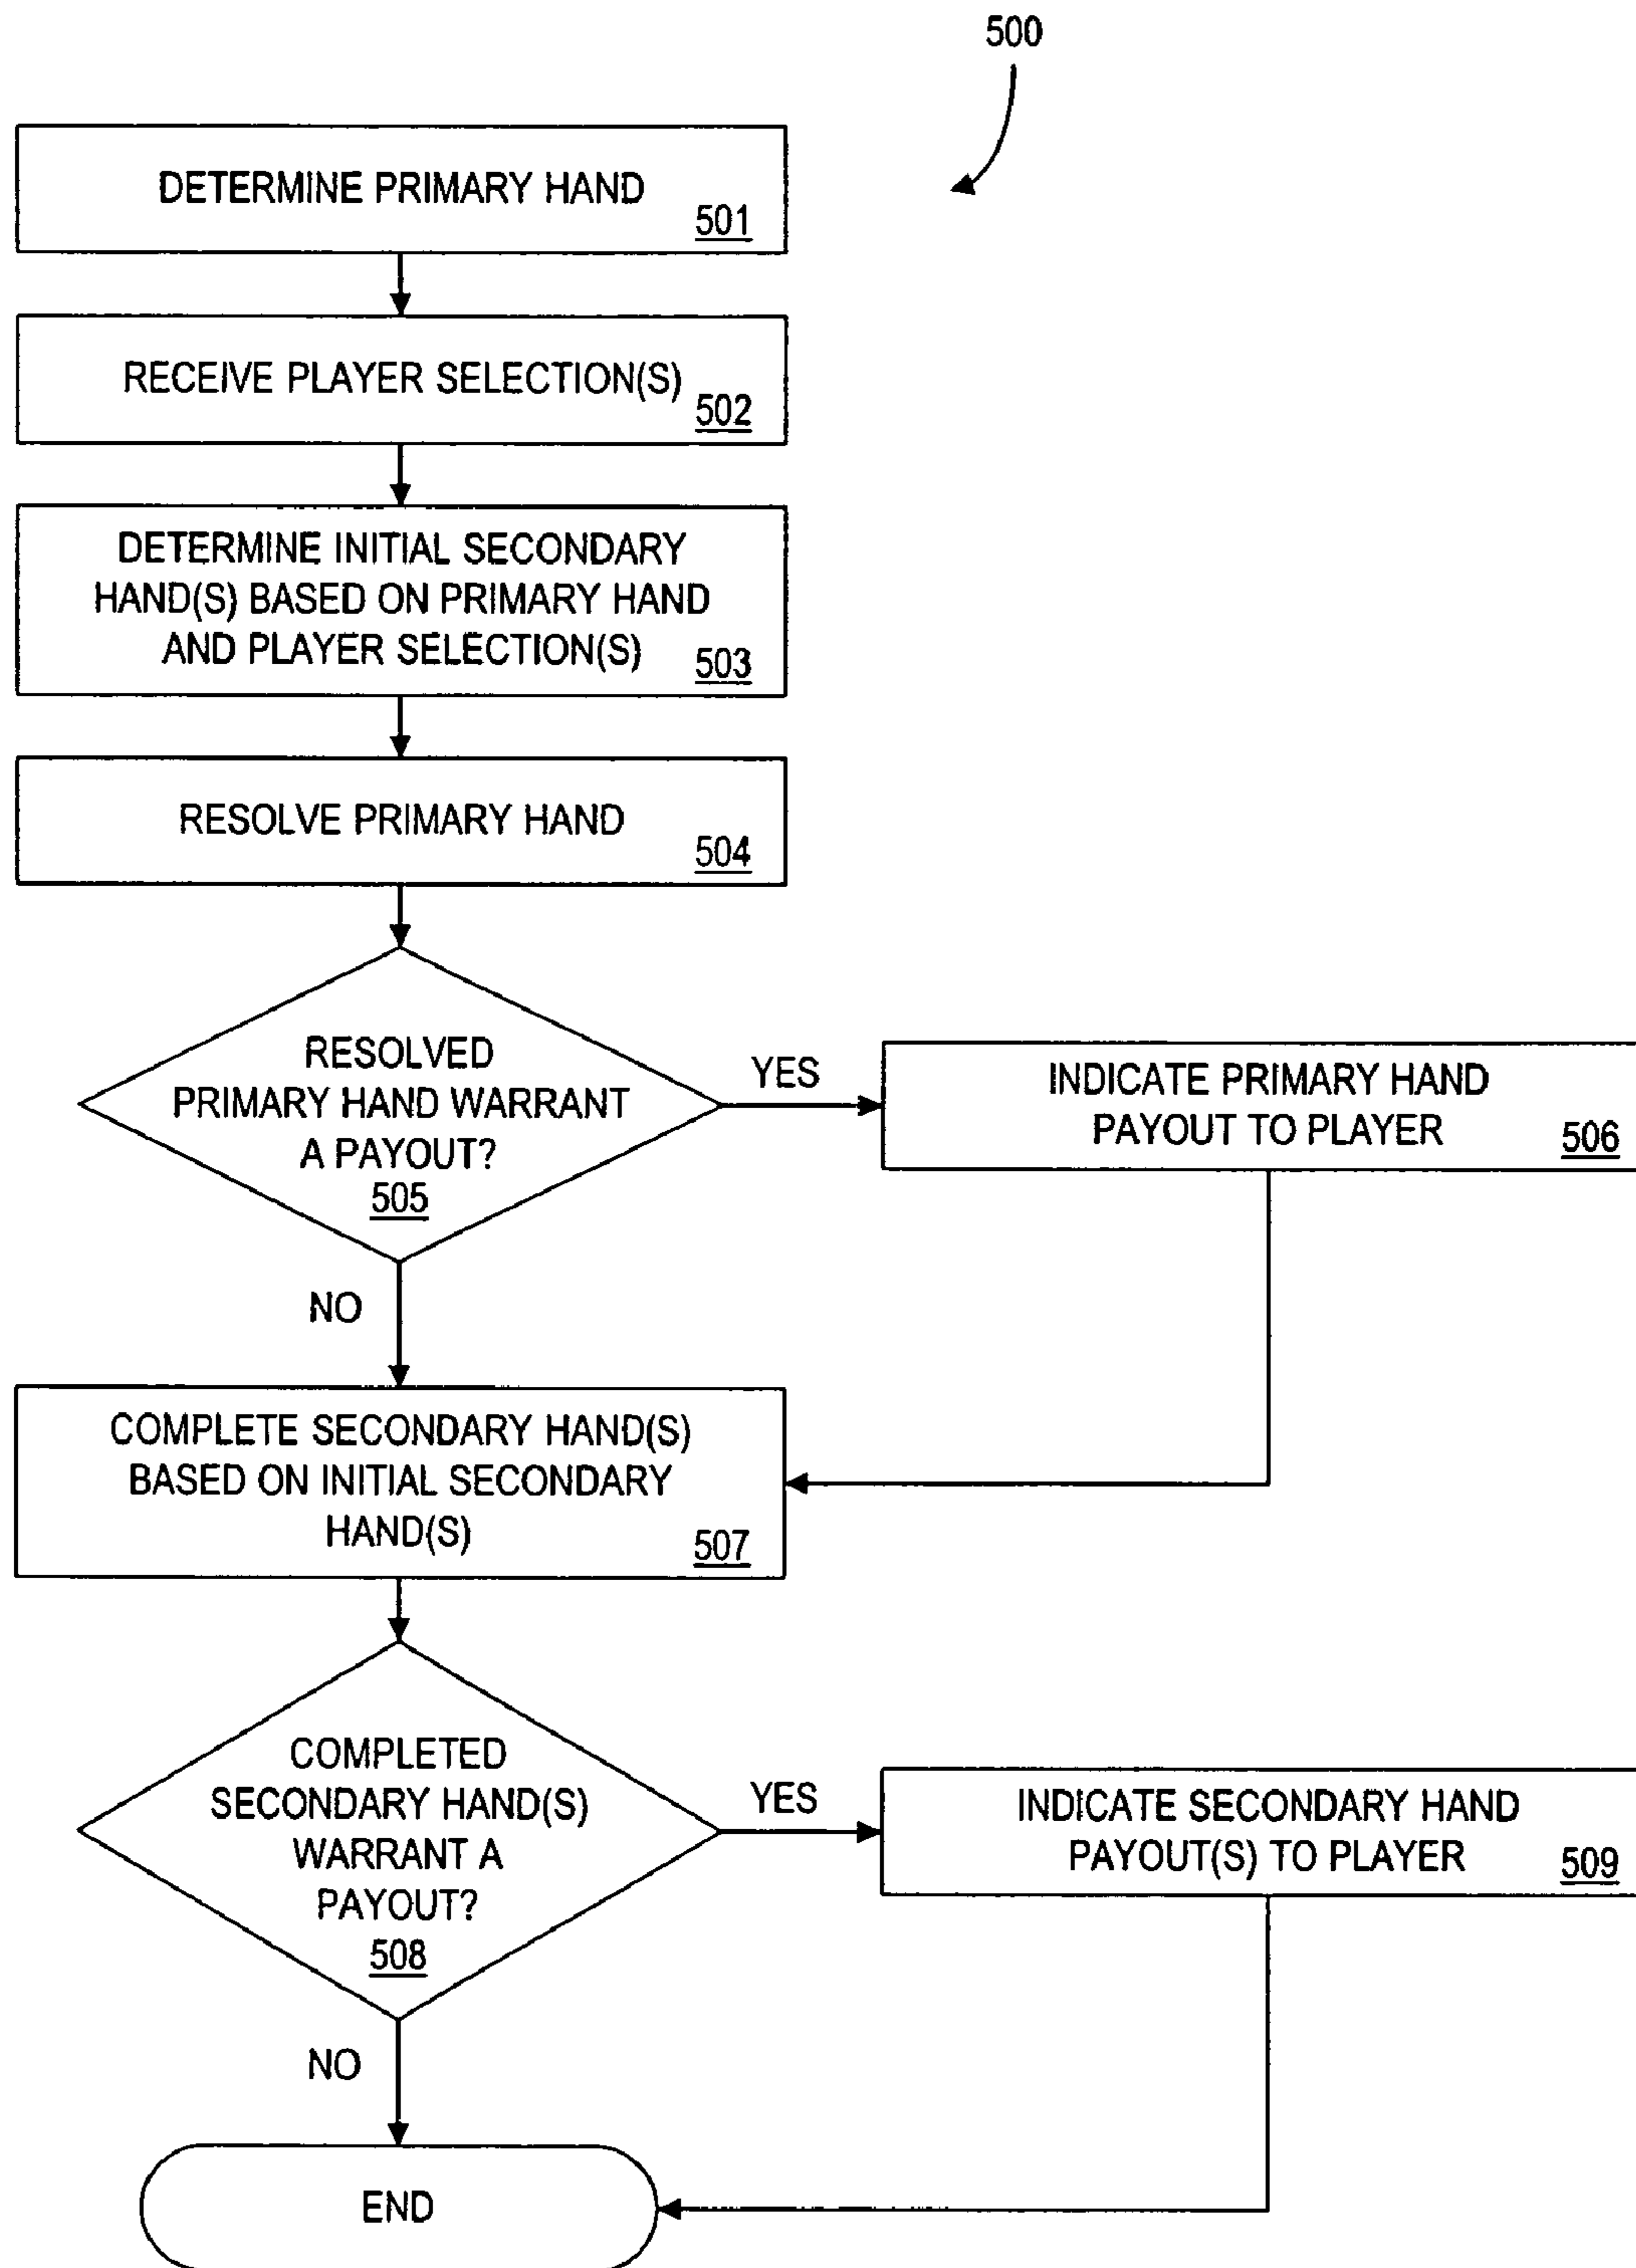 500
DETERMINE PRIMARY HAND
501
RECEIVE PLAYER SELECTION(S)
502
DETERMINE INITIAL SECONDARY
HAND(S) BASED ON PRIMARY HAND
AND PLAYER SELECTION(S)
503
RESOLVE PRIMARY HAND
504
RESOLVED
PRIMARY HAND WARRANT
A PAYOUT?
505
YES
INDICATE PRIMARY HAND
PAYOUT TO PLAYER
506
NO
COMPLETE SECONDARY HAND(S)
BASED ON INITIAL SECONDARY
HAND(S)
507
COMPLETED
SECONDARY HAND(S)
WARRANT A
PAYOUT?
508
YES
INDICATE SECONDARY HAND
PAYOUT(S) TO PLAYER
509
NO
END